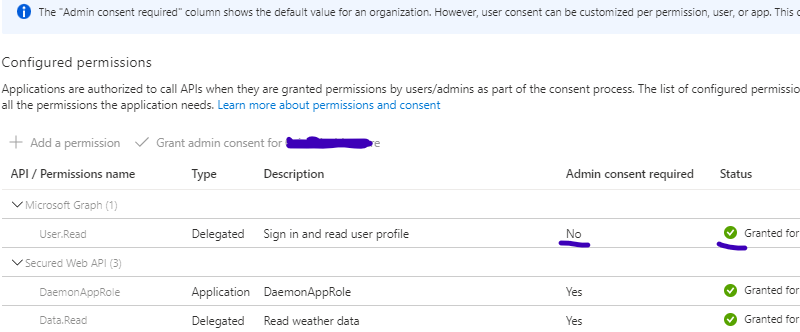 The "Admin consent required" column shows the default value for an organization. However, user consent can be customized per permission, user, or app. This
Configured permissions
Applications are authorized to call APIs when they are granted permissions by users/admins as part of the consent process. The list of configured
all the permissions the application needs. Learn more about permissions and consent
Add a permission Grant admin consent for
API / Permissions name Type Description Admin consent required Status
Microsoft Graph (1)
User.Read Delegated Sign in and read user profile No Granted for
Secured Web API (3)
DaemonAppRole Application DaemonAppRole Yes Granted for
Data.Read Delegated Read weather data Yes Granted for